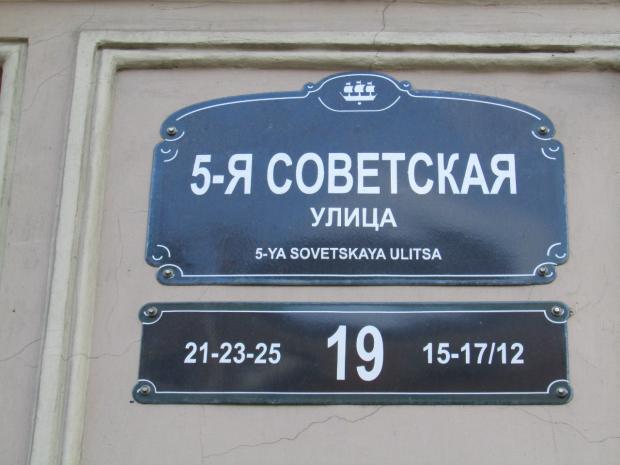 5-Я СОВЕТСКАЯ
УЛИЦА
5-YA SOVETSKAYA ULITSA
21-23-25 19 15-17/12